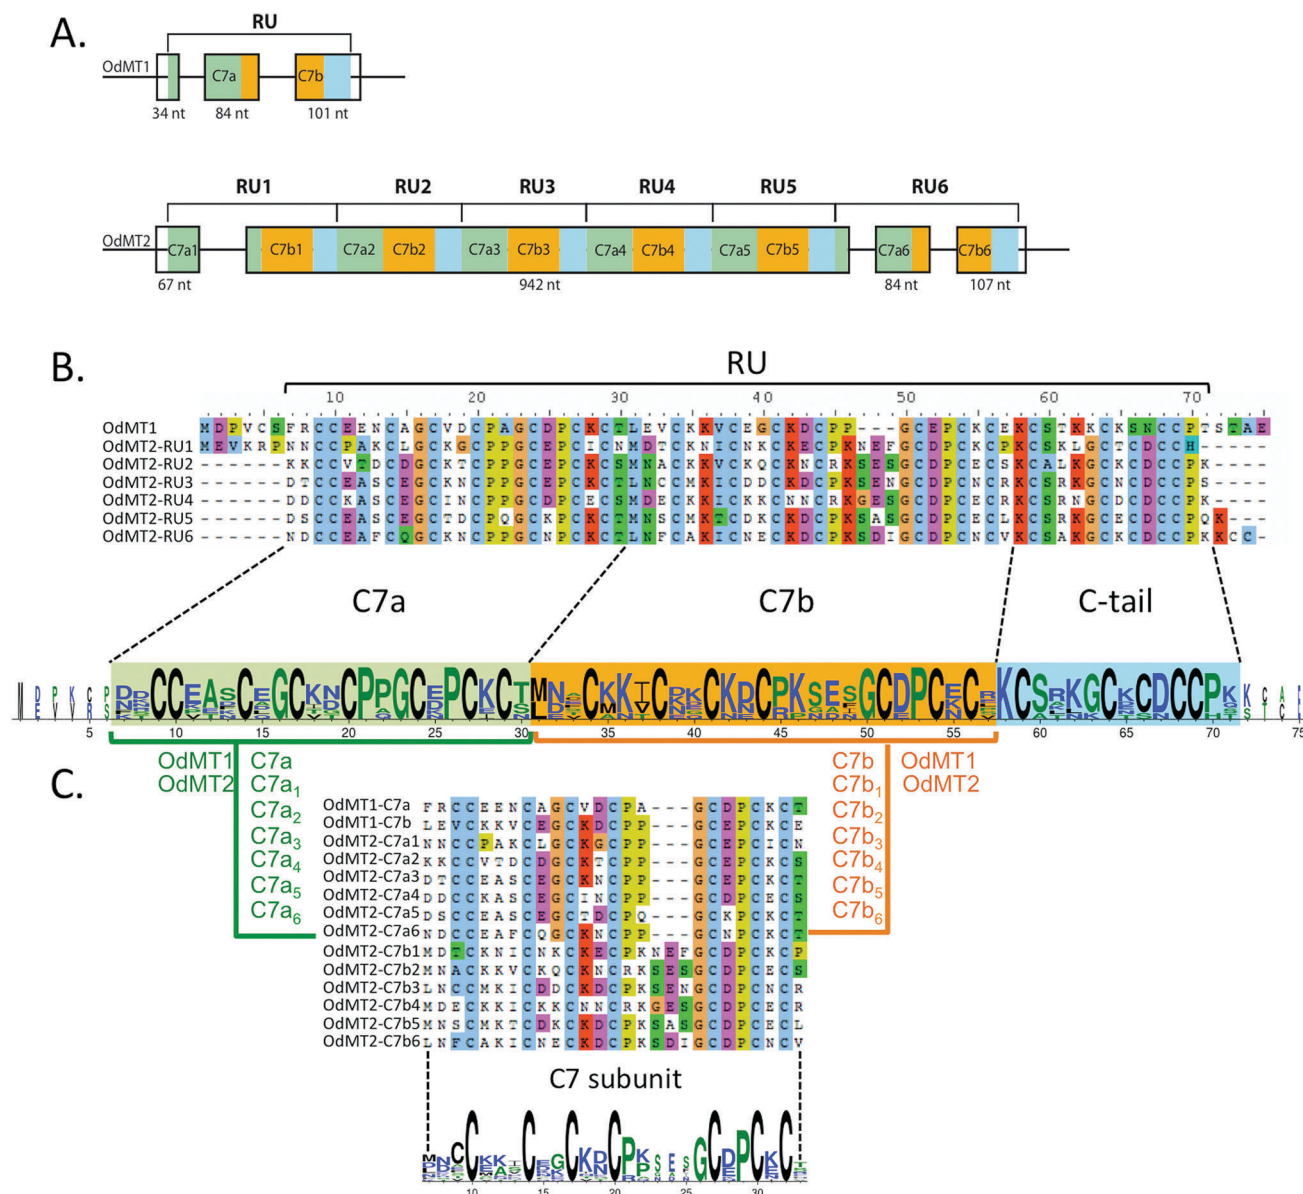 A.
RU
OdMT1
C7a
C7b
34 nt
84 nt
101 nt
RU1
RU2
RU3
RU4
RU5
RU6
OdMT2
C7a1
C7b1
C7a2
C7b2
C7a3
C7b3
C7a4
C7b4
C7a5
C7b5
C7a6
C7b6
67 nt
942 nt
84 nt
107 nt
B.
RU
10 20 30 40 50 60 70
OdMT1 MDPVCSFRCCEENCAGCVDCPAGCDPCKCTLEVCKKVCEGCKDCPP---GCEPCKCEKCSTKKCKSNCCPTSTAE
OdMT2-RU1 MEVKRPNNCCPAKCLGCKGCPPGCEPCICNMDTCKNICNKCKECPKNEFGCDPCKCPKCSKLGCTCDCCH----
OdMT2-RU2 ------KKCCVTDCDGCKTCPPGCEPCKCSMNACKKVCKQCKNCRKSESGCDPCECSKCALKGCKCDCCPK----
OdMT2-RU3 ------DTCCEASCEGCKNCPPGCEPCKCTLNCCMKICDDCKDCPKSENGCDPCNCRKCSRKGCNCDCCPK----
OdMT2-RU4 ------DDCCKASCEGCINCPPGCDPCECSMDECKKICKKCNNCRKGESGCDPCECRKCSRNGCDCDCCPS----
OdMT2-RU5 ------DSCCEASCEGCTDCPQGCKPCKCTMNSCMKTCDKCKDCPKSASGCDPCECLKCSRKGCECDCCPQK---
OdMT2-RU6 ------NDCCEAFCQGCKNCPPGCNPCKCTLNFCAKICNECKDCPKSDIGCDPCNCVKCSAKGCKCDCCPKKCC-
C7a
C7b
C-tail
5 10 15 20 25 30 35 40 45 50 55 60 65 70 75
OdMT1 C7a
OdMT2 C7a1
C7a2
C7a3
C7a4
C7a5
C7a6
C7b OdMT1
C7b1 OdMT2
C7b2
C7b3
C7b4
C7b5
C7b6
C.
OdMT1-C7a FRCCEENCAGCVDCPA---GCDPCKCT
OdMT1-C7b LEVCKKVCEGCKDCPP---GCEPCKCE
OdMT2-C7a1 NNCCPAKCLGCKGCPP---GCEPCICN
OdMT2-C7a2 KKCCVTDCDGCKTCPP---GCEPCKCS
OdMT2-C7a3 DTCCEASCEGCKNCPP---GCEPCKCT
OdMT2-C7a4 DDCCKASCEGCINCPP---GCDPCECS
OdMT2-C7a5 DSCCEASCEGCTDCPQ---GCKPCKCT
OdMT2-C7a6 NDCCEAFCQGCKNCPP---GCNPCKCT
OdMT2-C7b1 MDTCKNICNKCKECPKNEFGCDPCKCP
OdMT2-C7b2 MNACKKVCKQCKNCRKSESGCDPCECS
OdMT2-C7b3 LNCCMKICDDCKDCPKSENGCDPCNCR
OdMT2-C7b4 MDECKKICKKCNNCRKGESGCDPCECR
OdMT2-C7b5 MNSCMKTCDKCKDCPKSASGCDPCECL
OdMT2-C7b6 LNFCAKICNECKDCPKSDIGCDPCNCV
C7 subunit
10 15 20 25 30